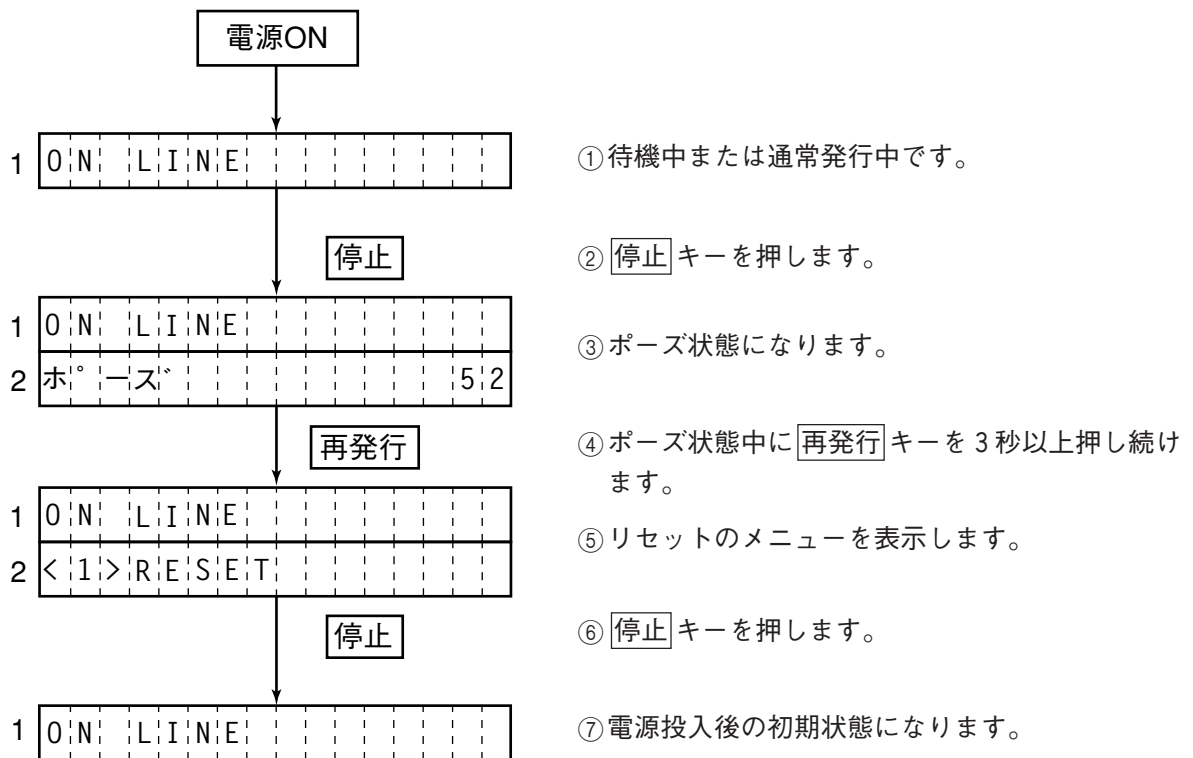 電源ON
1 ON LINE
①待機中または通常発行中です。
停止
②停止キーを押します。
1 ON LINE
2 ホ゜ーズ 52
③ポーズ状態になります。
再発行
④ポーズ状態中に再発行キーを3秒以上押し続け
ます。
1 ON LINE
2 <1>RESET
⑤リセットのメニューを表示します。
停止
⑥停止キーを押します。
1 ON LINE
⑦電源投入後の初期状態になります。